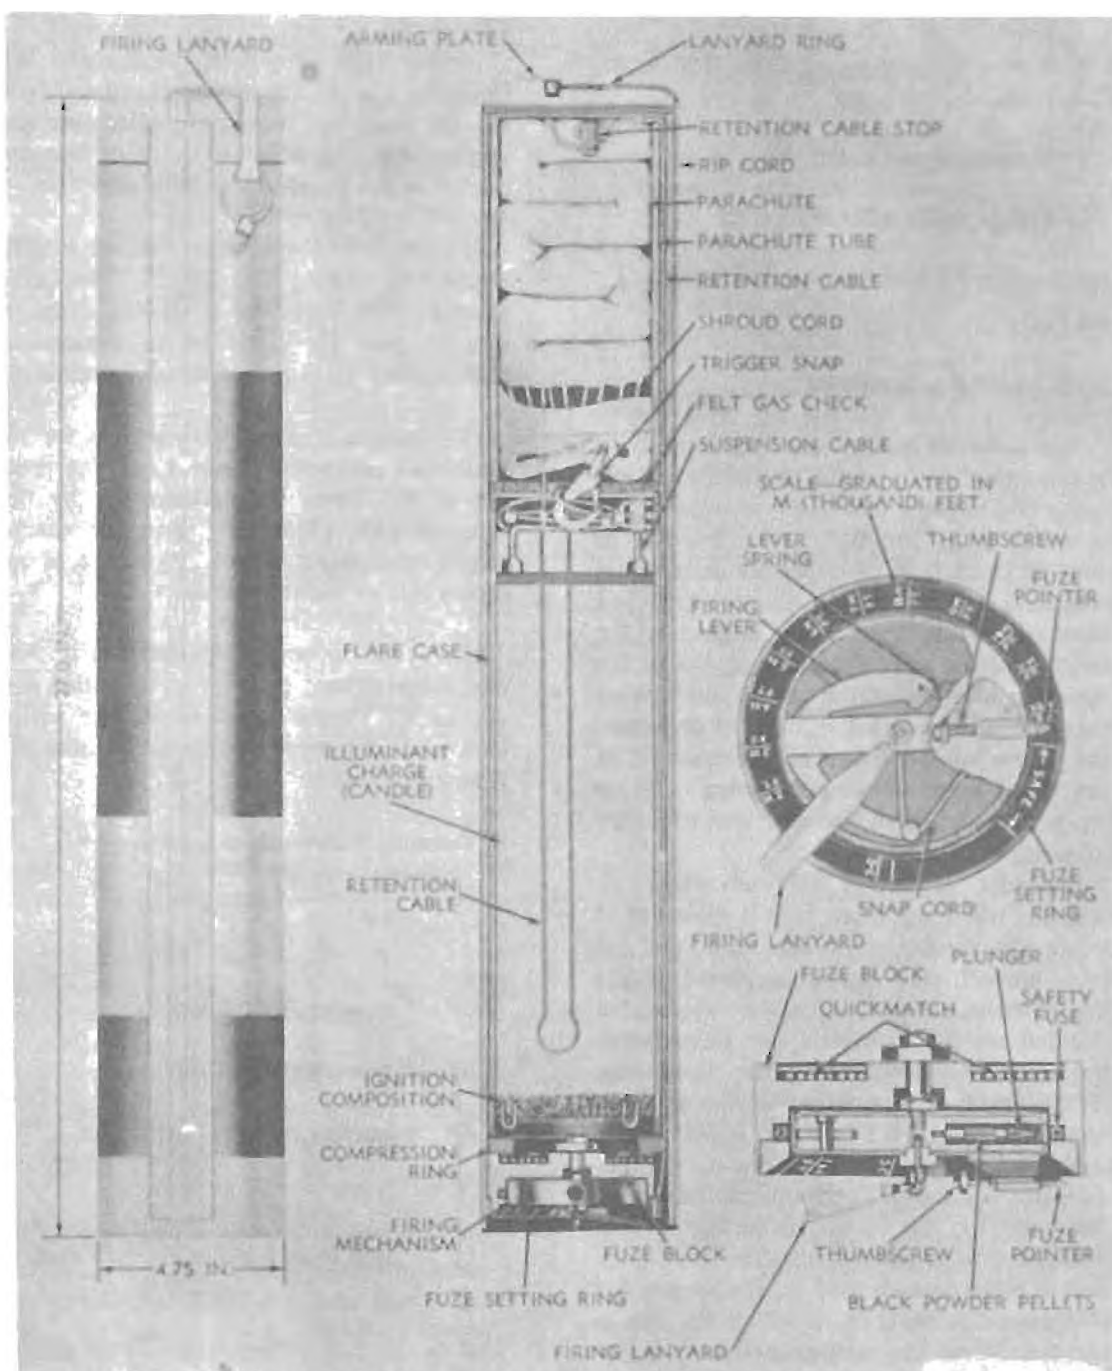 FIRING LANYARD
ARMING PLATE
LANYARD RING
RETENTION CABLE STOP
RIP CORD
PARACHUTE
PARACHUTE TUBE
RETENTION CABLE
SHROUD CORD
TRIGGER SNAP
FELT GAS CHECK
SUSPENSION CABLE
SCALE—GRADUATED IN
M (THOUSAND) FEET
LEVER
SPRING
THUMBSCREW
FUZE
POINTER
FIRING
LEVER
FLARE CASE
ILLUMINANT
CHARGE
(CANDLE)
SAFE
RETENTION
CABLE
FUZE
SETTING
RING
SNAP CORD
FIRING LANYARD
FUZE BLOCK
PLUNGER
QUICKMATCH
SAFETY
FUSE
IGNITION
COMPOSITION
COMPRESSION
RING
FIRING
MECHANISM
FUZE BLOCK
THUMBSCREW
FUZE
POINTER
4.75 IN.
FUZE SETTING RING
BLACK POWDER PELLETS
FIRING LANYARD